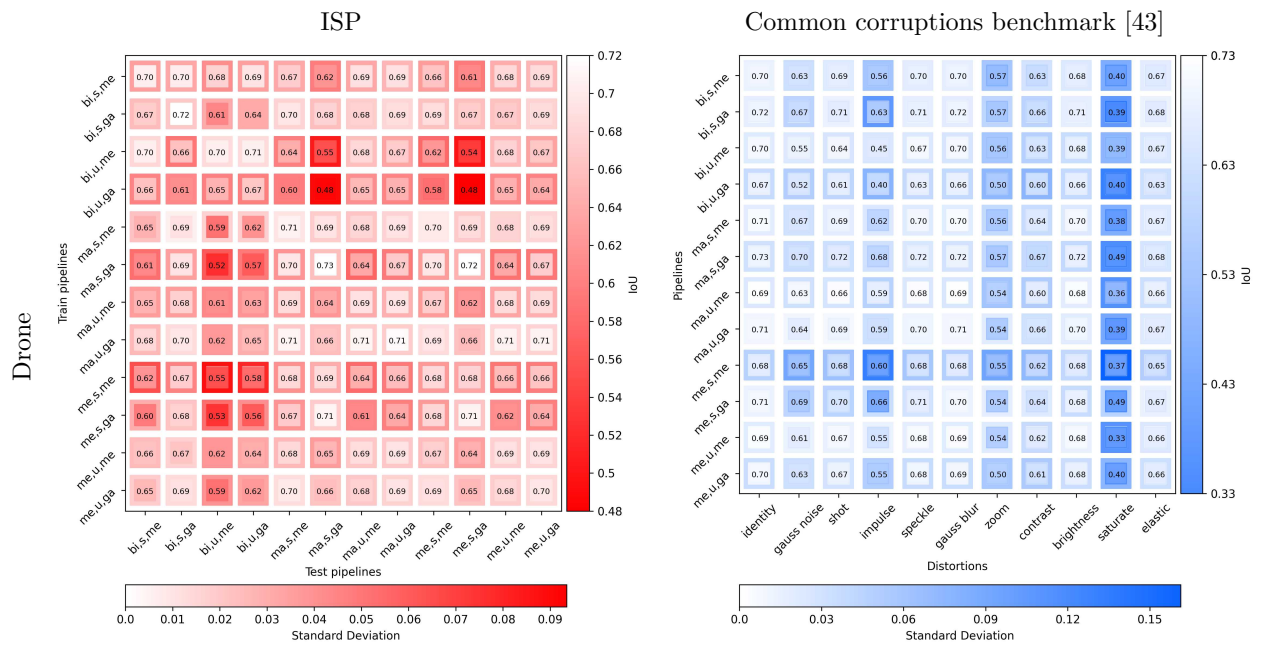 ISP
Common corruptions benchmark [43]
Drone
Train pipelines
bi,s,me 0.70 0.70 0.68 0.69 0.67 0.62 0.69 0.69 0.66 0.61 0.68 0.69
bi,s,ga 0.67 0.72 0.61 0.64 0.70 0.68 0.68 0.69 0.69 0.67 0.67 0.69
bi,u,me 0.70 0.66 0.70 0.71 0.64 0.55 0.68 0.67 0.62 0.54 0.68 0.67
bi,u,ga 0.66 0.61 0.65 0.67 0.60 0.48 0.65 0.65 0.58 0.48 0.65 0.64
ma,s,me 0.65 0.69 0.59 0.62 0.71 0.69 0.68 0.69 0.70 0.69 0.68 0.69
ma,s,ga 0.61 0.69 0.52 0.57 0.70 0.73 0.64 0.67 0.70 0.72 0.64 0.67
ma,u,me 0.65 0.68 0.61 0.63 0.69 0.64 0.69 0.69 0.67 0.62 0.68 0.69
ma,u,ga 0.68 0.70 0.62 0.65 0.71 0.66 0.71 0.71 0.69 0.66 0.71 0.71
me,s,me 0.62 0.67 0.55 0.58 0.68 0.69 0.64 0.66 0.68 0.68 0.66 0.66
me,s,ga 0.60 0.68 0.53 0.56 0.67 0.71 0.61 0.64 0.68 0.71 0.62 0.64
me,u,me 0.66 0.67 0.62 0.64 0.68 0.65 0.69 0.69 0.67 0.64 0.69 0.69
me,u,ga 0.65 0.69 0.59 0.62 0.70 0.66 0.68 0.69 0.69 0.65 0.68 0.70
bi,s,me bi,s,ga bi,u,me bi,u,ga ma,s,me ma,s,ga ma,u,me ma,u,ga me,s,me me,s,ga me,u,me me,u,ga
Test pipelines
0.72
0.7
0.68
0.66
0.64
0.62
0.6
0.58
0.56
0.54
0.52
0.5
0.48
IoU
0.0 0.01 0.02 0.03 0.04 0.05 0.06 0.07 0.08 0.09
Standard Deviation
Pipelines
bi,s,me 0.70 0.63 0.69 0.56 0.70 0.70 0.57 0.63 0.68 0.40 0.67
bi,s,ga 0.72 0.67 0.71 0.63 0.71 0.72 0.57 0.66 0.71 0.39 0.68
bi,u,me 0.70 0.55 0.64 0.45 0.67 0.70 0.56 0.63 0.68 0.39 0.67
bi,u,ga 0.67 0.52 0.61 0.40 0.63 0.66 0.50 0.60 0.66 0.40 0.63
ma,s,me 0.71 0.67 0.69 0.62 0.70 0.70 0.56 0.64 0.70 0.38 0.67
ma,s,ga 0.73 0.70 0.72 0.68 0.72 0.72 0.57 0.67 0.72 0.49 0.68
ma,u,me 0.69 0.63 0.66 0.59 0.68 0.69 0.54 0.60 0.68 0.36 0.66
ma,u,ga 0.71 0.64 0.69 0.59 0.70 0.71 0.54 0.66 0.70 0.39 0.67
me,s,me 0.68 0.65 0.68 0.60 0.68 0.68 0.55 0.62 0.68 0.37 0.65
me,s,ga 0.71 0.69 0.70 0.66 0.71 0.70 0.54 0.64 0.68 0.49 0.67
me,u,me 0.69 0.61 0.67 0.55 0.68 0.69 0.54 0.62 0.68 0.33 0.66
me,u,ga 0.70 0.63 0.67 0.55 0.68 0.69 0.50 0.61 0.68 0.40 0.66
identity gauss noise shot impulse speckle gauss blur zoom contrast brightness saturate elastic
Distortions
0.73
0.63
0.53
0.43
0.33
IoU
0.0 0.03 0.06 0.09 0.12 0.15
Standard Deviation